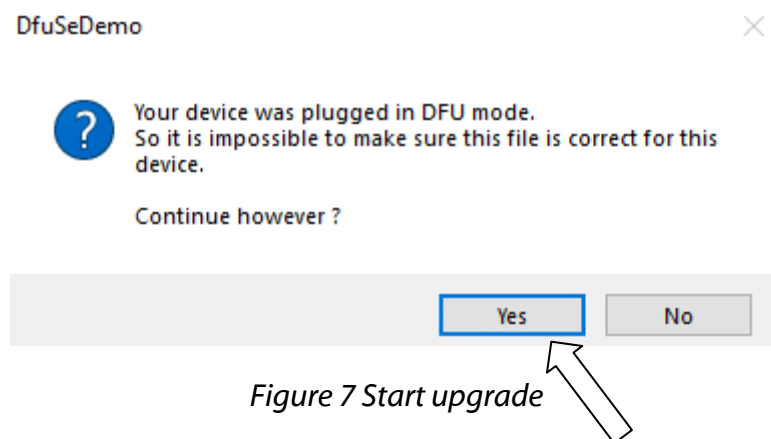 DfuSeDemo
Your device was plugged in DFU mode.
So it is impossible to make sure this file is correct for this
device.
Continue however ?
Yes No
Figure 7 Start upgrade